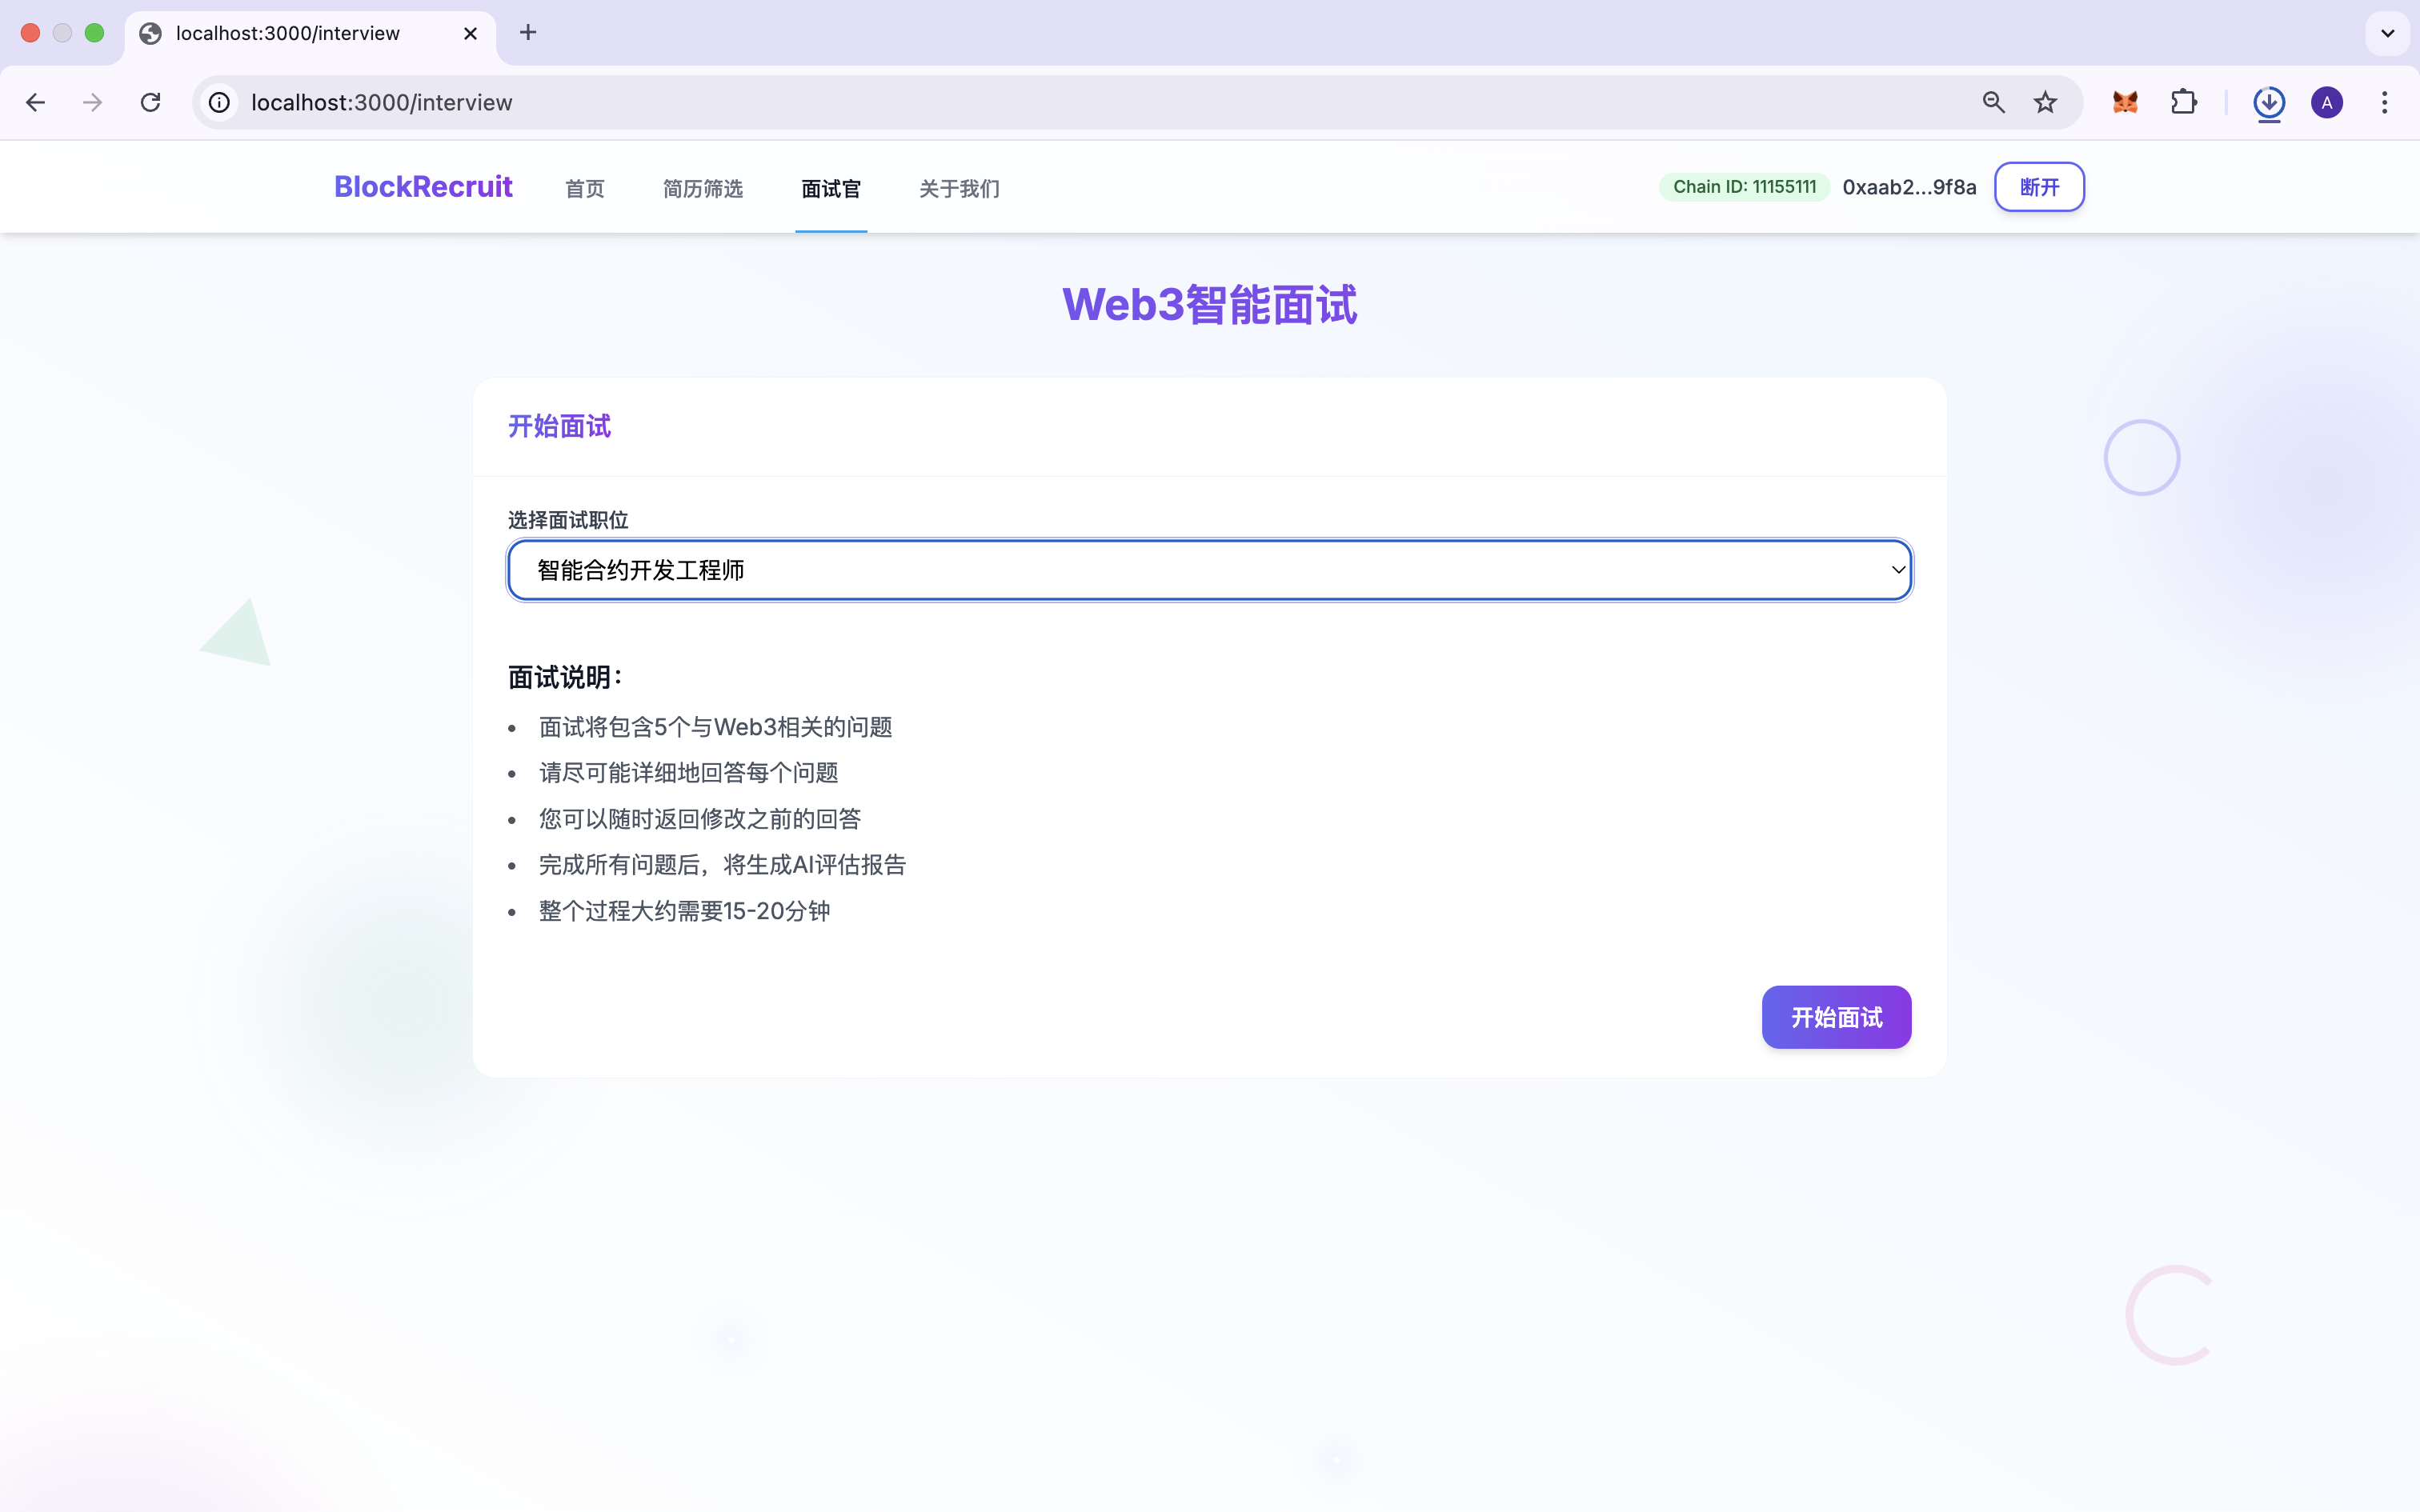 localhost:3000/interview
localhost:3000/interview
A
BlockRecruit
首页
简历筛选
面试官
关于我们
Chain ID: 11155111
0xaab2...9f8a
断开
Web3智能面试
开始面试
选择面试职位
智能合约开发工程师
面试说明：
• 面试将包含5个与Web3相关的问题
• 请尽可能详细地回答每个问题
• 您可以随时返回修改之前的回答
• 完成所有问题后，将生成AI评估报告
• 整个过程大约需要15-20分钟
开始面试